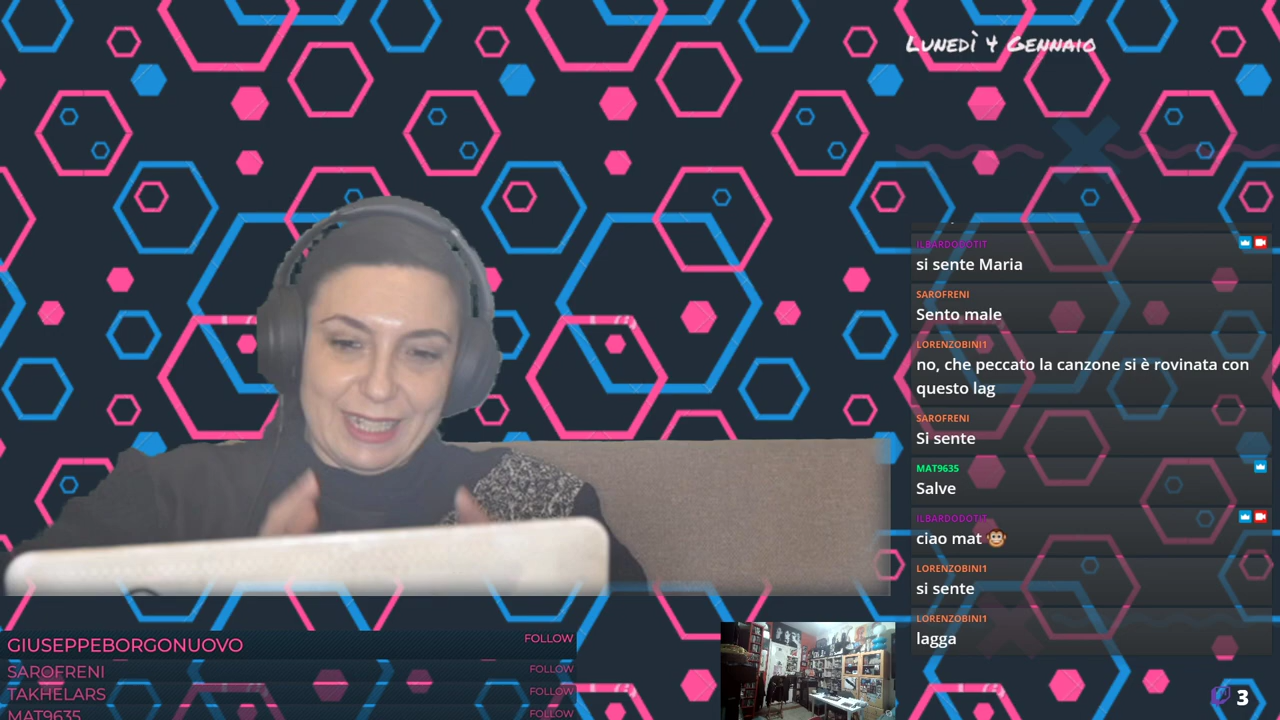 Lunedì 4 Gennaio
ILBARDODOTIT
si sente Maria
SAROFRENI
Sento male
LORENZOBINI1
no, che peccato la canzone si è rovinata con
questo lag
SAROFRENI
Si sente
MAT9635
Salve
ILBARDODOTIT
ciao mat 🐵
LORENZOBINI1
si sente
LORENZOBINI1
lagga
GIUSEPPEBORGONUOVO FOLLOW
SAROFRENI FOLLOW
TAKHELARS FOLLOW
MAT9635 FOLLOW
3